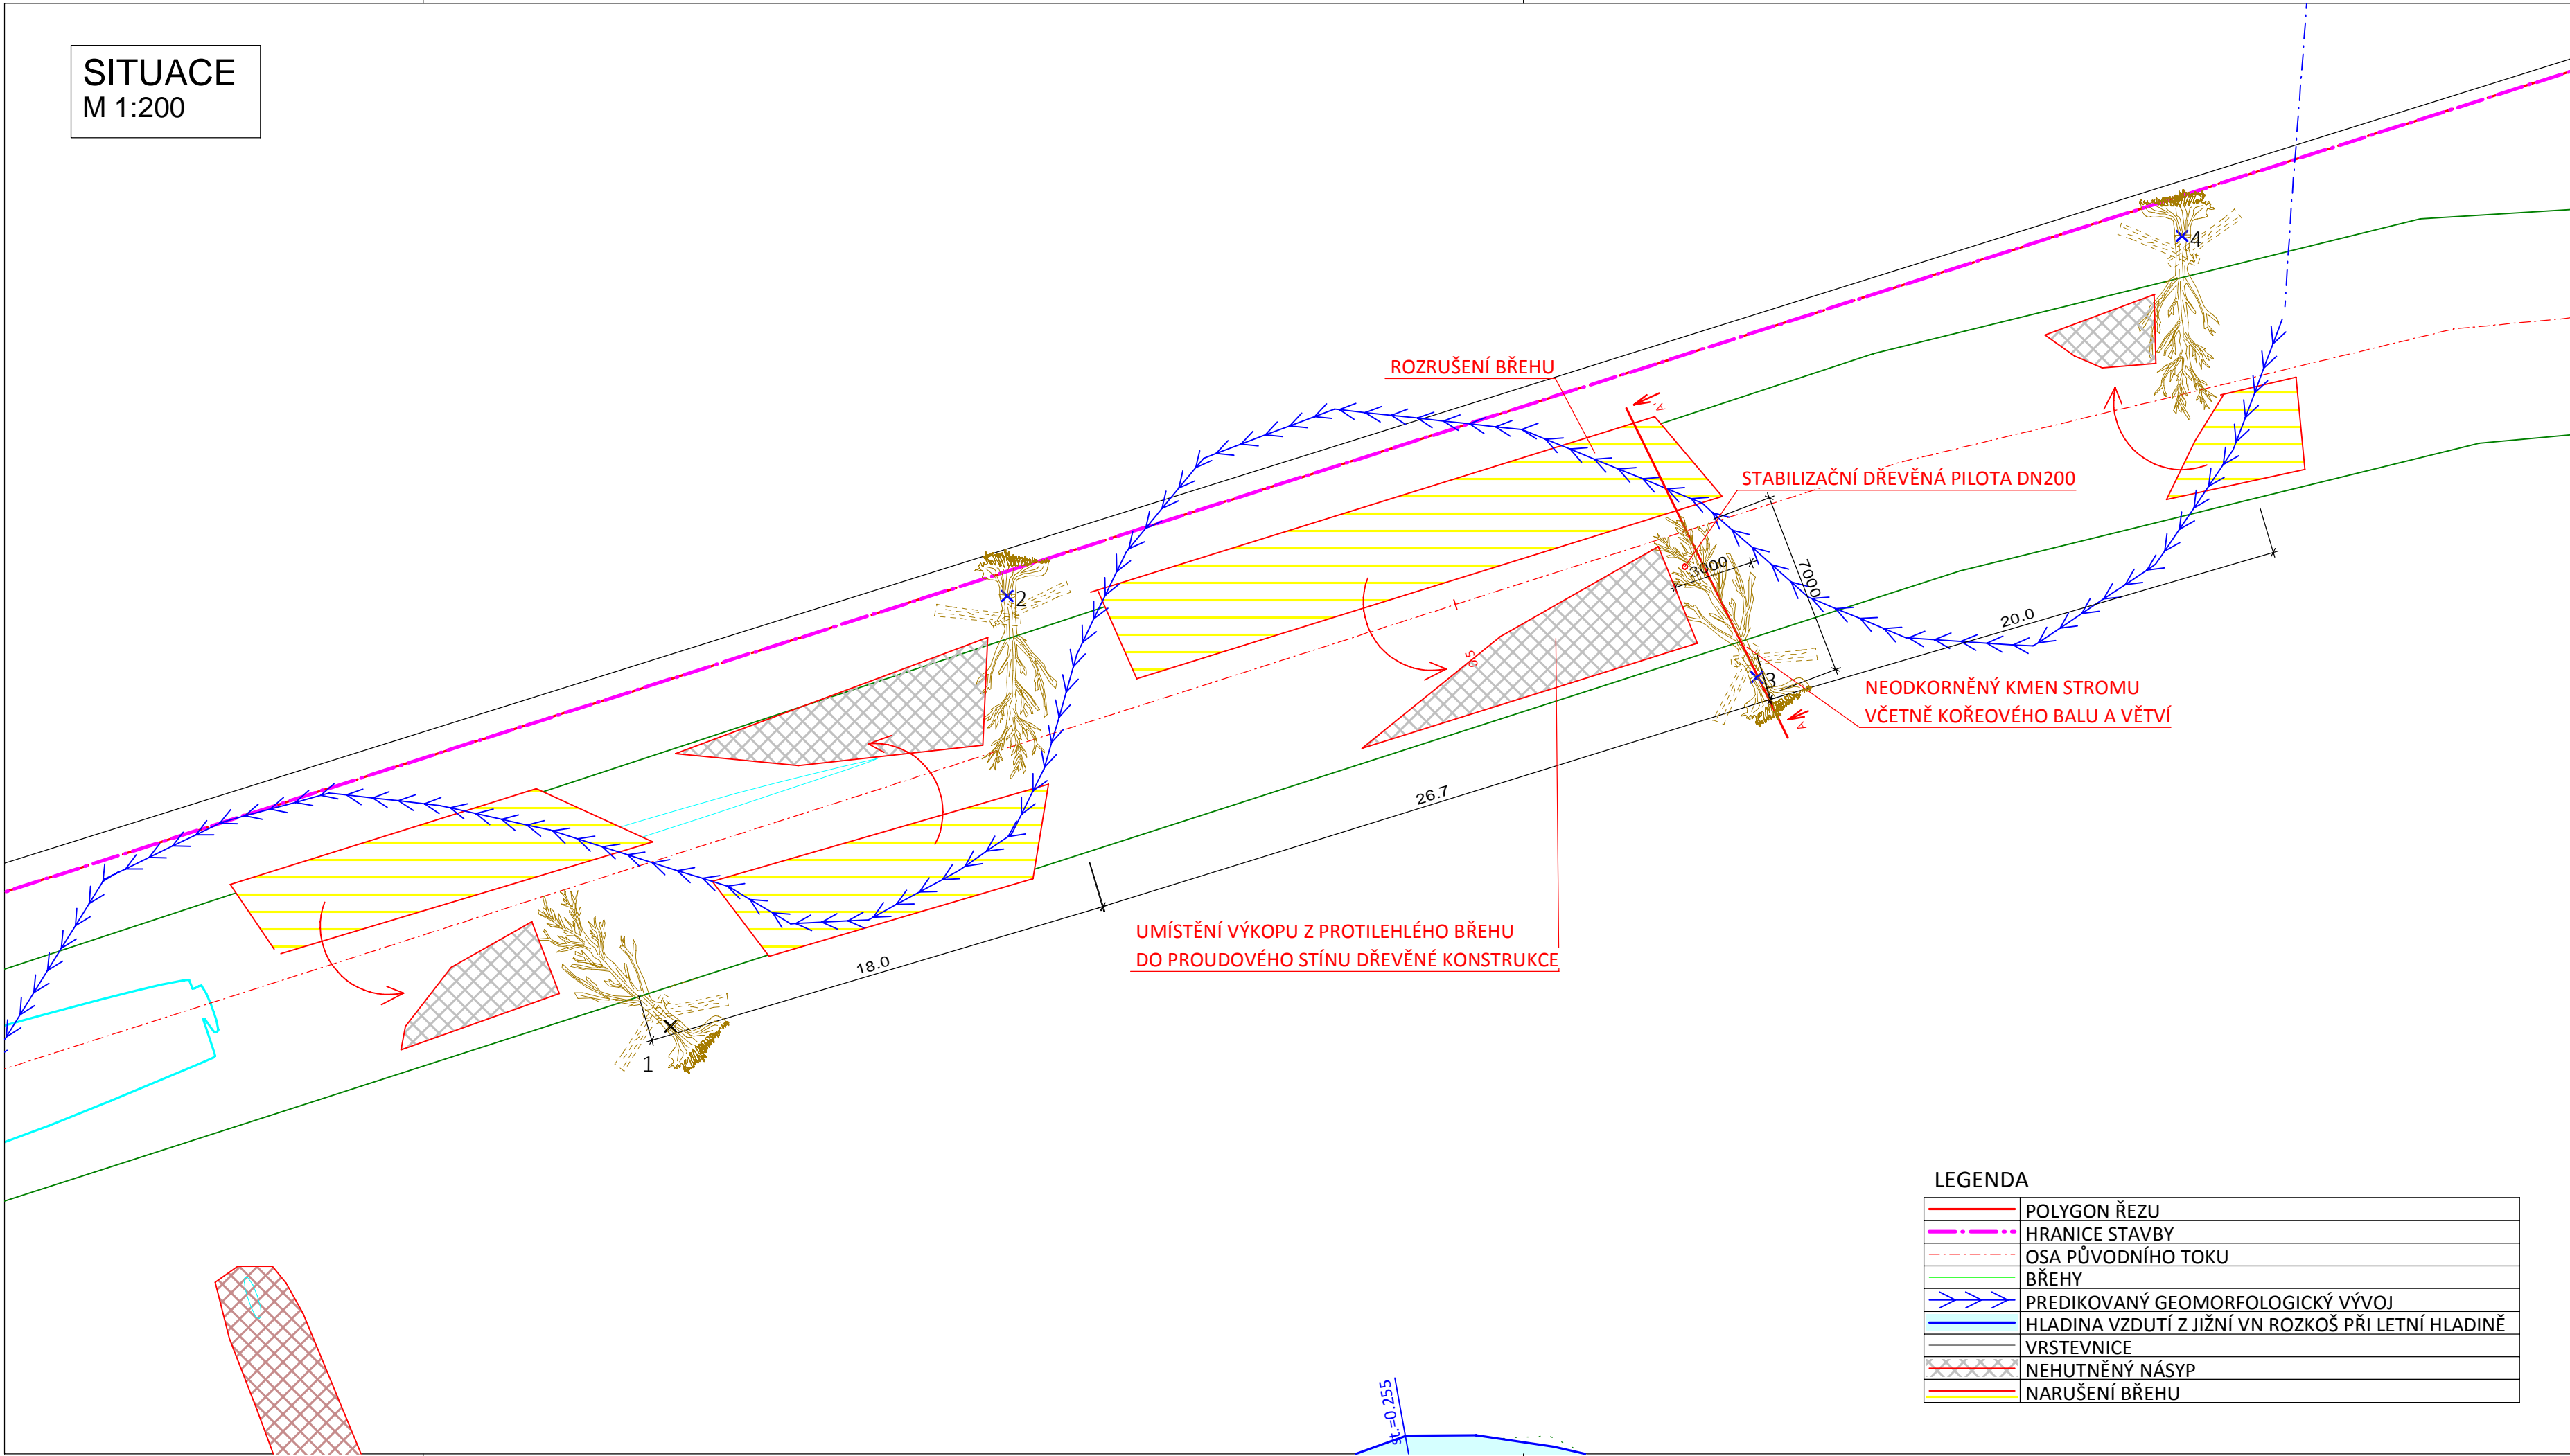 SITUACE
M 1:200
4
ROZRUŠENÍ BŘEHU
A
STABILIZAČNÍ DŘEVĚNÁ PILOTA DN200
3000
7000
2
20.0
0.5
3
NEODKORNĚNÝ KMEN STROMU
VČETNĚ KOŘEOVÉHO BALU A VĚTVÍ
A
26.7
UMÍSTĚNÍ VÝKOPU Z PROTILEHLÉHO BŘEHU
DO PROUDOVÉHO STÍNU DŘEVĚNÉ KONSTRUKCE
18.0
1
LEGENDA
POLYGON ŘEZU
HRANICE STAVBY
OSA PŮVODNÍHO TOKU
BŘEHY
PREDIKOVANÝ GEOMORFOLOGICKÝ VÝVOJ
HLADINA VZDUTÍ Z JIŽNÍ VN ROZKOŠ PŘI LETNÍ HLADINĚ
VRSTEVNICE
NEHUTNĚNÝ NÁSYP
NARUŠENÍ BŘEHU
st.=0.255